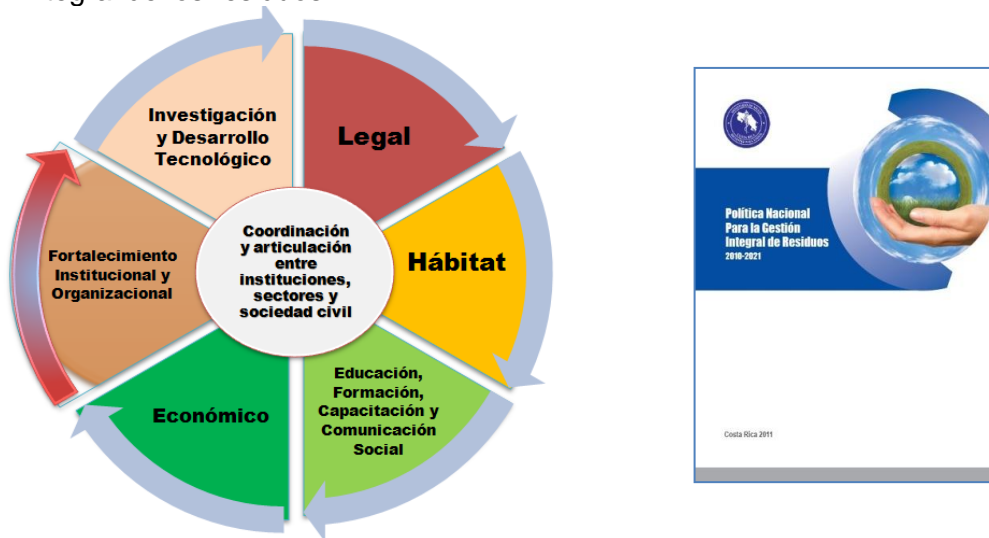 Investigación
y Desarrollo
Tecnológico
Legal
Hábitat
Educación,
Formación,
Capacitación y
Comunicación
Social
Económico
Fortalecimiento
Institucional y
Organizacional
Coordinación
y articulación
entre
instituciones,
sectores y
sociedad civil
Política Nacional
Para la Gestión
Integral de Residuos
2010-2021
Costa Rica 2011